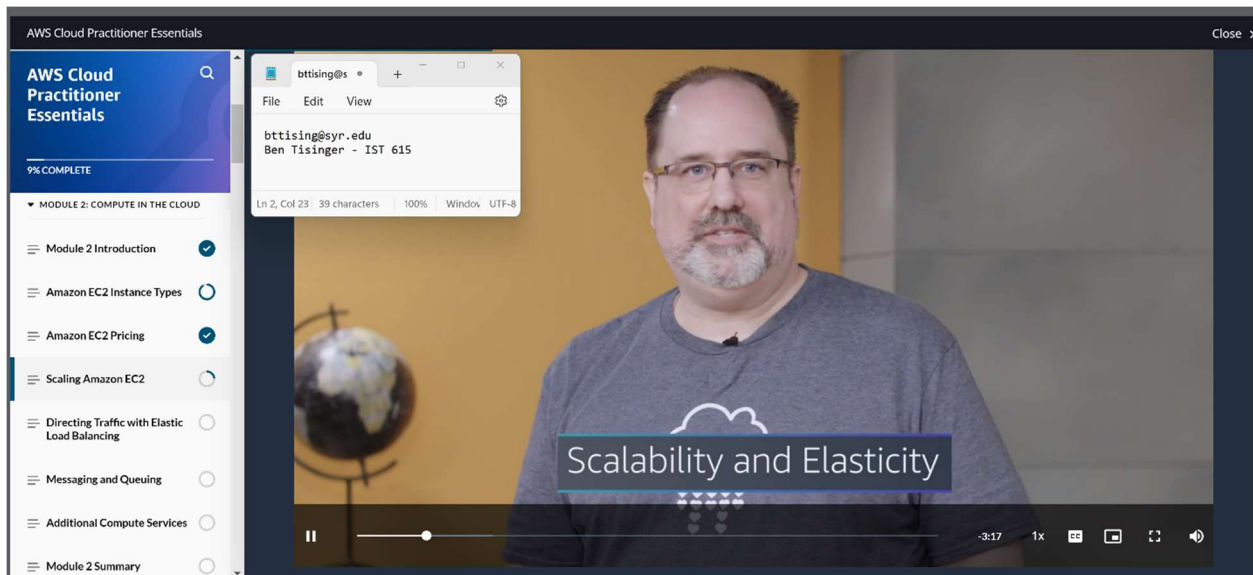 AWS Cloud Practitioner Essentials
Close
AWS Cloud
Practitioner
Essentials
9% COMPLETE
MODULE 2: COMPUTE IN THE CLOUD
Module 2 Introduction
Amazon EC2 Instance Types
Amazon EC2 Pricing
Scaling Amazon EC2
Directing Traffic with Elastic
Load Balancing
Messaging and Queuing
Additional Compute Services
Module 2 Summary
bttising@s
File Edit View
bttising@syr.edu
Ben Tisinger - IST 615
Ln 2, Col 23 39 characters 100% Window UTF-8
Scalability and Elasticity
-3:17 1x CC